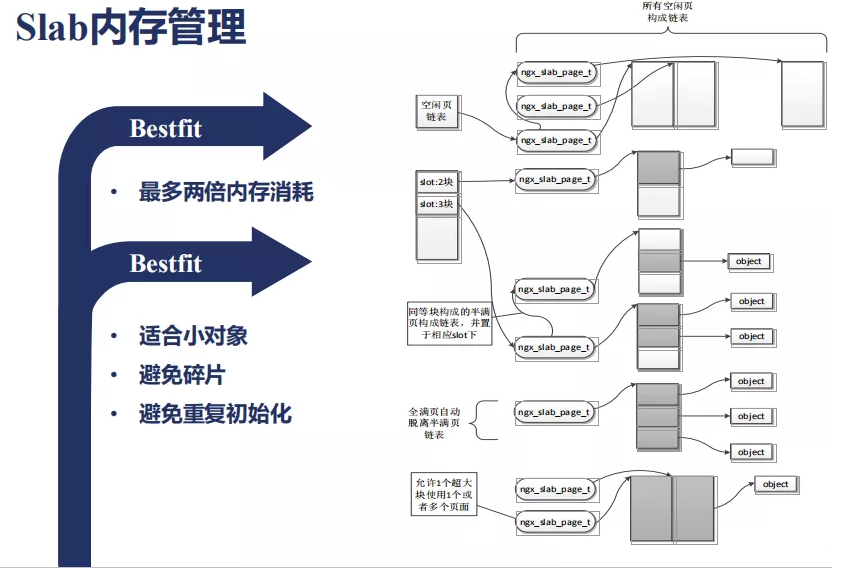 Slab内存管理
Bestfit
• 最多两倍内存消耗
Bestfit
• 适合小对象
• 避免碎片
• 避免重复初始化
所有空闲页
构成链表
空闲页
链表
ngx_slab_page_t
ngx_slab_page_t
ngx_slab_page_t
slot:2块
slot:3块
ngx_slab_page_t
ngx_slab_page_t
object
同等块构成的半满
页构成链表，并置
于相应slot下
ngx_slab_page_t
object
object
全满页自动
脱离半满页
链表
ngx_slab_page_t
object
object
object
允许1个超大
块使用1个或
者多个页面
ngx_slab_page_t
ngx_slab_page_t
object